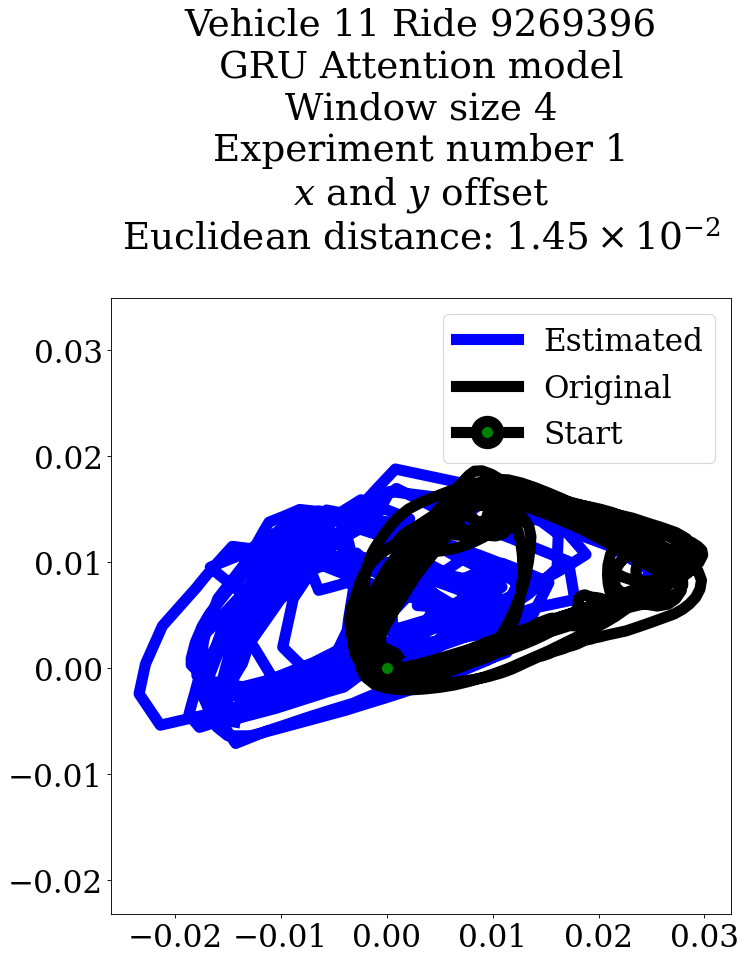 Vehicle 11 Ride 9269396
GRU Attention model
Window size 4
Experiment number 1
x and y offset
Euclidean distance: 1.45 × 10⁻²
Estimated
Original
Start
0.03
0.02
0.01
0.00
−0.01
−0.02
−0.02 −0.01 0.00 0.01 0.02 0.03